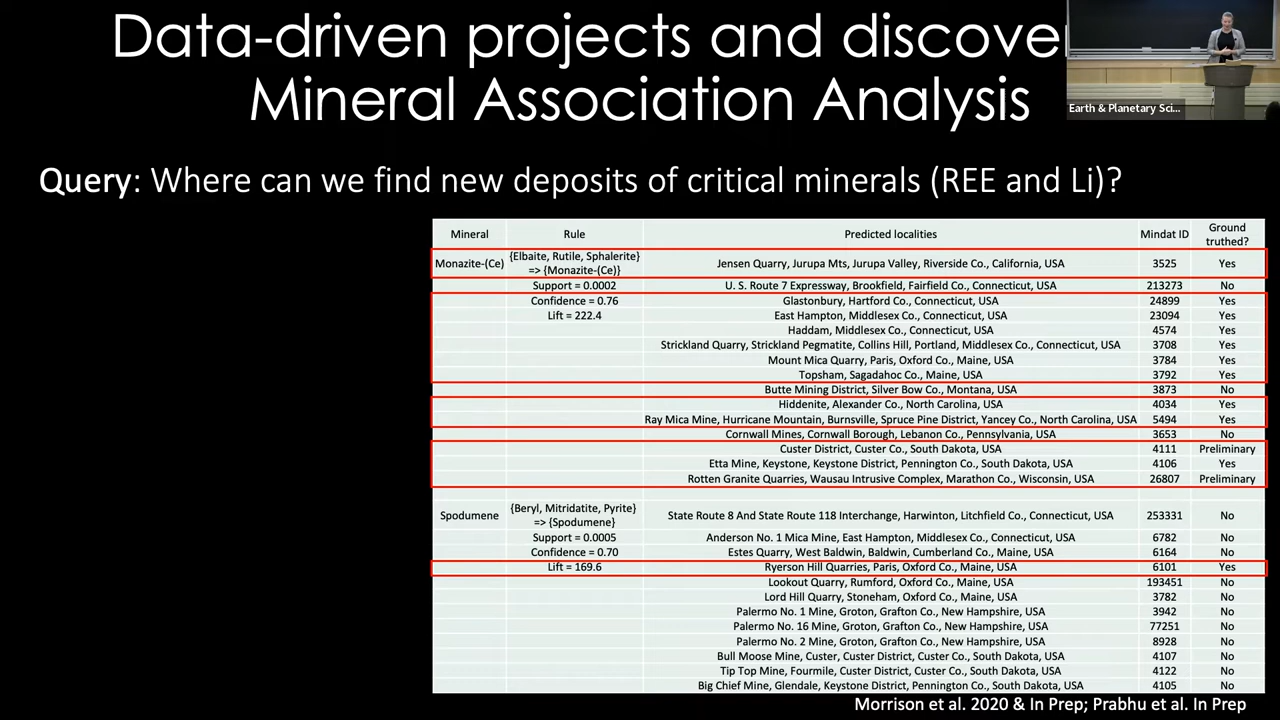 Data-driven projects and discove
Mineral Association Analysis
Earth & Planetary Sci...
Query: Where can we find new deposits of critical minerals (REE and Li)?
Mineral Rule Predicted localities Mindat ID Ground truthed?
Monazite-(Ce) {Elbaite, Rutile, Sphalerite} => {Monazite-(Ce)} Jensen Quarry, Jurupa Mts, Jurupa Valley, Riverside Co., California, USA 3525 Yes
Support = 0.0002 U. S. Route 7 Expressway, Brookfield, Fairfield Co., Connecticut, USA 213273 No
Confidence = 0.76 Glastonbury, Hartford Co., Connecticut, USA 24899 Yes
Lift = 222.4 East Hampton, Middlesex Co., Connecticut, USA 23094 Yes
Haddam, Middlesex Co., Connecticut, USA 4574 Yes
Strickland Quarry, Strickland Pegmatite, Collins Hill, Portland, Middlesex Co., Connecticut, USA 3708 Yes
Mount Mica Quarry, Paris, Oxford Co., Maine, USA 3784 Yes
Topsham, Sagadahoc Co., Maine, USA 3792 Yes
Butte Mining District, Silver Bow Co., Montana, USA 3873 No
Hiddenite, Alexander Co., North Carolina, USA 4034 Yes
Ray Mica Mine, Hurricane Mountain, Burnsville, Spruce Pine District, Yancey Co., North Carolina, USA 5494 Yes
Cornwall Mines, Cornwall Borough, Lebanon Co., Pennsylvania, USA 3653 No
Custer District, Custer Co., South Dakota, USA 4111 Preliminary
Etta Mine, Keystone, Keystone District, Pennington Co., South Dakota, USA 4106 Yes
Rotten Granite Quarries, Wausau Intrusive Complex, Marathon Co., Wisconsin, USA 26807 Preliminary
Spodumene {Beryl, Mitridatite, Pyrite} => {Spodumene} State Route 8 And State Route 118 Interchange, Harwinton, Litchfield Co., Connecticut, USA 253331 No
Support = 0.0005 Anderson No. 1 Mica Mine, East Hampton, Middlesex Co., Connecticut, USA 6782 No
Confidence = 0.70 Estes Quarry, West Baldwin, Baldwin, Cumberland Co., Maine, USA 6164 No
Lift = 169.6 Ryerson Hill Quarries, Paris, Oxford Co., Maine, USA 6101 Yes
Lookout Quarry, Rumford, Oxford Co., Maine, USA 193451 No
Lord Hill Quarry, Stoneham, Oxford Co., Maine, USA 3782 No
Palermo No. 1 Mine, Groton, Grafton Co., New Hampshire, USA 3942 No
Palermo No. 16 Mine, Groton, Grafton Co., New Hampshire, USA 77251 No
Palermo No. 2 Mine, Groton, Grafton Co., New Hampshire, USA 8928 No
Bull Moose Mine, Custer, Custer District, Custer Co., South Dakota, USA 4107 No
Tip Top Mine, Fourmile, Custer District, Custer Co., South Dakota, USA 4122 No
Big Chief Mine, Glendale, Keystone District, Pennington Co., South Dakota, USA 4105 No
Morrison et al. 2020 & In Prep; Prabhu et al. In Prep